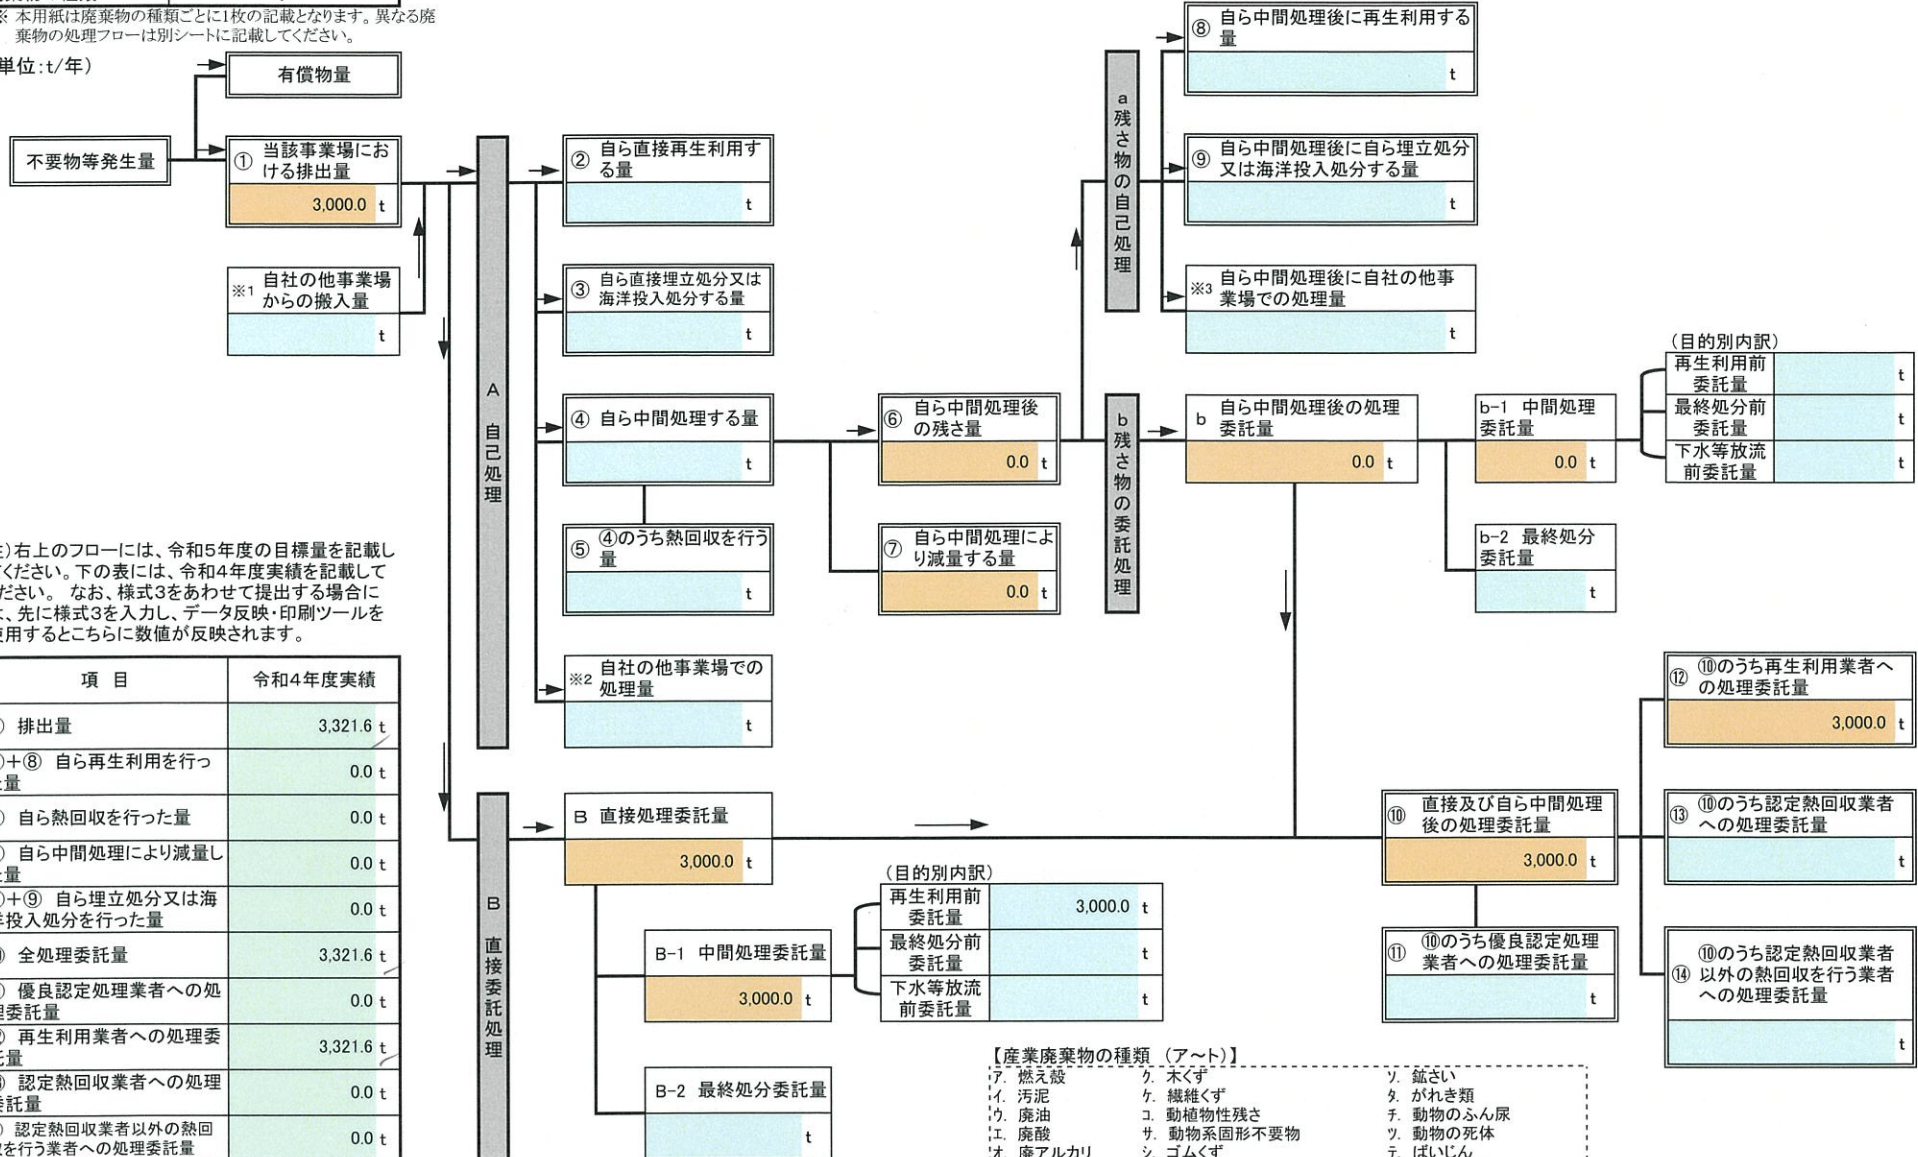 ※ 本用紙は廃棄物の種類ごとに1枚の記載となります。異なる廃
棄物の処理フローは別シートに記載してください。
単位:t/年)
有償物量
不要物等発生量
① 当該事業場にお
ける排出量
3,000.0 t
※1 自社の他事業場
からの搬入量
t
A 自己処理
② 自ら直接再生利用す
る量
t
③ 自ら直接埋立処分又は
海洋投入処分する量
t
④ 自ら中間処理する量
t
⑤ ④のうち熱回収を行う
量
t
※2 自社の他事業場での
処理量
t
⑥ 自ら中間処理後
の残さ量
0.0 t
⑦ 自ら中間処理によ
り減量する量
0.0 t
a 残さ物の自己処理
⑧ 自ら中間処理後に再生利用する
量
t
⑨ 自ら中間処理後に自ら埋立処分
又は海洋投入処分する量
t
※3 自ら中間処理後に自社の他事
業場での処理量
t
b 残さ物の委託処理
b 自ら中間処理後の処理
委託量
0.0 t
b-1 中間処理
委託量
0.0 t
(目的別内訳)
再生利用前
委託量
t
最終処分前
委託量
t
下水等放流
前委託量
t
b-2 最終処分
委託量
t
)右上のフローには、令和5年度の目標量を記載し
ください。下の表には、令和4年度実績を記載して
ださい。 なお、様式3をあわせて提出する場合に
、先に様式3を入力し、データ反映・印刷ツールを
使用するとこちらに数値が反映されます。
項 目 令和4年度実績
) 排出量 3,321.6 t
)+⑧ 自ら再生利用を行っ
量 0.0 t
) 自ら熱回収を行った量 0.0 t
) 自ら中間処理により減量し
量 0.0 t
)+⑨ 自ら埋立処分又は海
洋投入処分を行った量 0.0 t
) 全処理委託量 3,321.6 t
) 優良認定処理業者への処
理委託量 0.0 t
) 再生利用業者への処理委
託量 3,321.6 t
) 認定熱回収業者への処理
委託量 0.0 t
) 認定熱回収業者以外の熱回
収を行う業者への処理委託量 0.0 t
B 直接委託処理
B 直接処理委託量
3,000.0 t
B-1 中間処理委託量
3,000.0 t
(目的別内訳)
再生利用前
委託量
3,000.0 t
最終処分前
委託量
t
下水等放流
前委託量
t
B-2 最終処分委託量
t
⑩ 直接及び自ら中間処理
後の処理委託量
3,000.0 t
⑪ ⑩のうち優良認定処理
業者への処理委託量
t
⑫ ⑩のうち再生利用業者へ
の処理委託量
3,000.0 t
⑬ ⑩のうち認定熱回収業者
への処理委託量
t
⑭ ⑩のうち認定熱回収業者
以外の熱回収を行う業者
への処理委託量
t
【産業廃棄物の種類 (ア～ト)】
ア. 燃え殻 ク. 木くず ソ. 鉱さい
イ. 汚泥 ケ. 繊維くず タ. がれき類
ウ. 廃油 コ. 動植物性残さ チ. 動物のふん尿
エ. 廃酸 サ. 動物系固形不要物 ツ. 動物の死体
オ. 廃アルカリ シ. ゴムくず テ. ばいじん